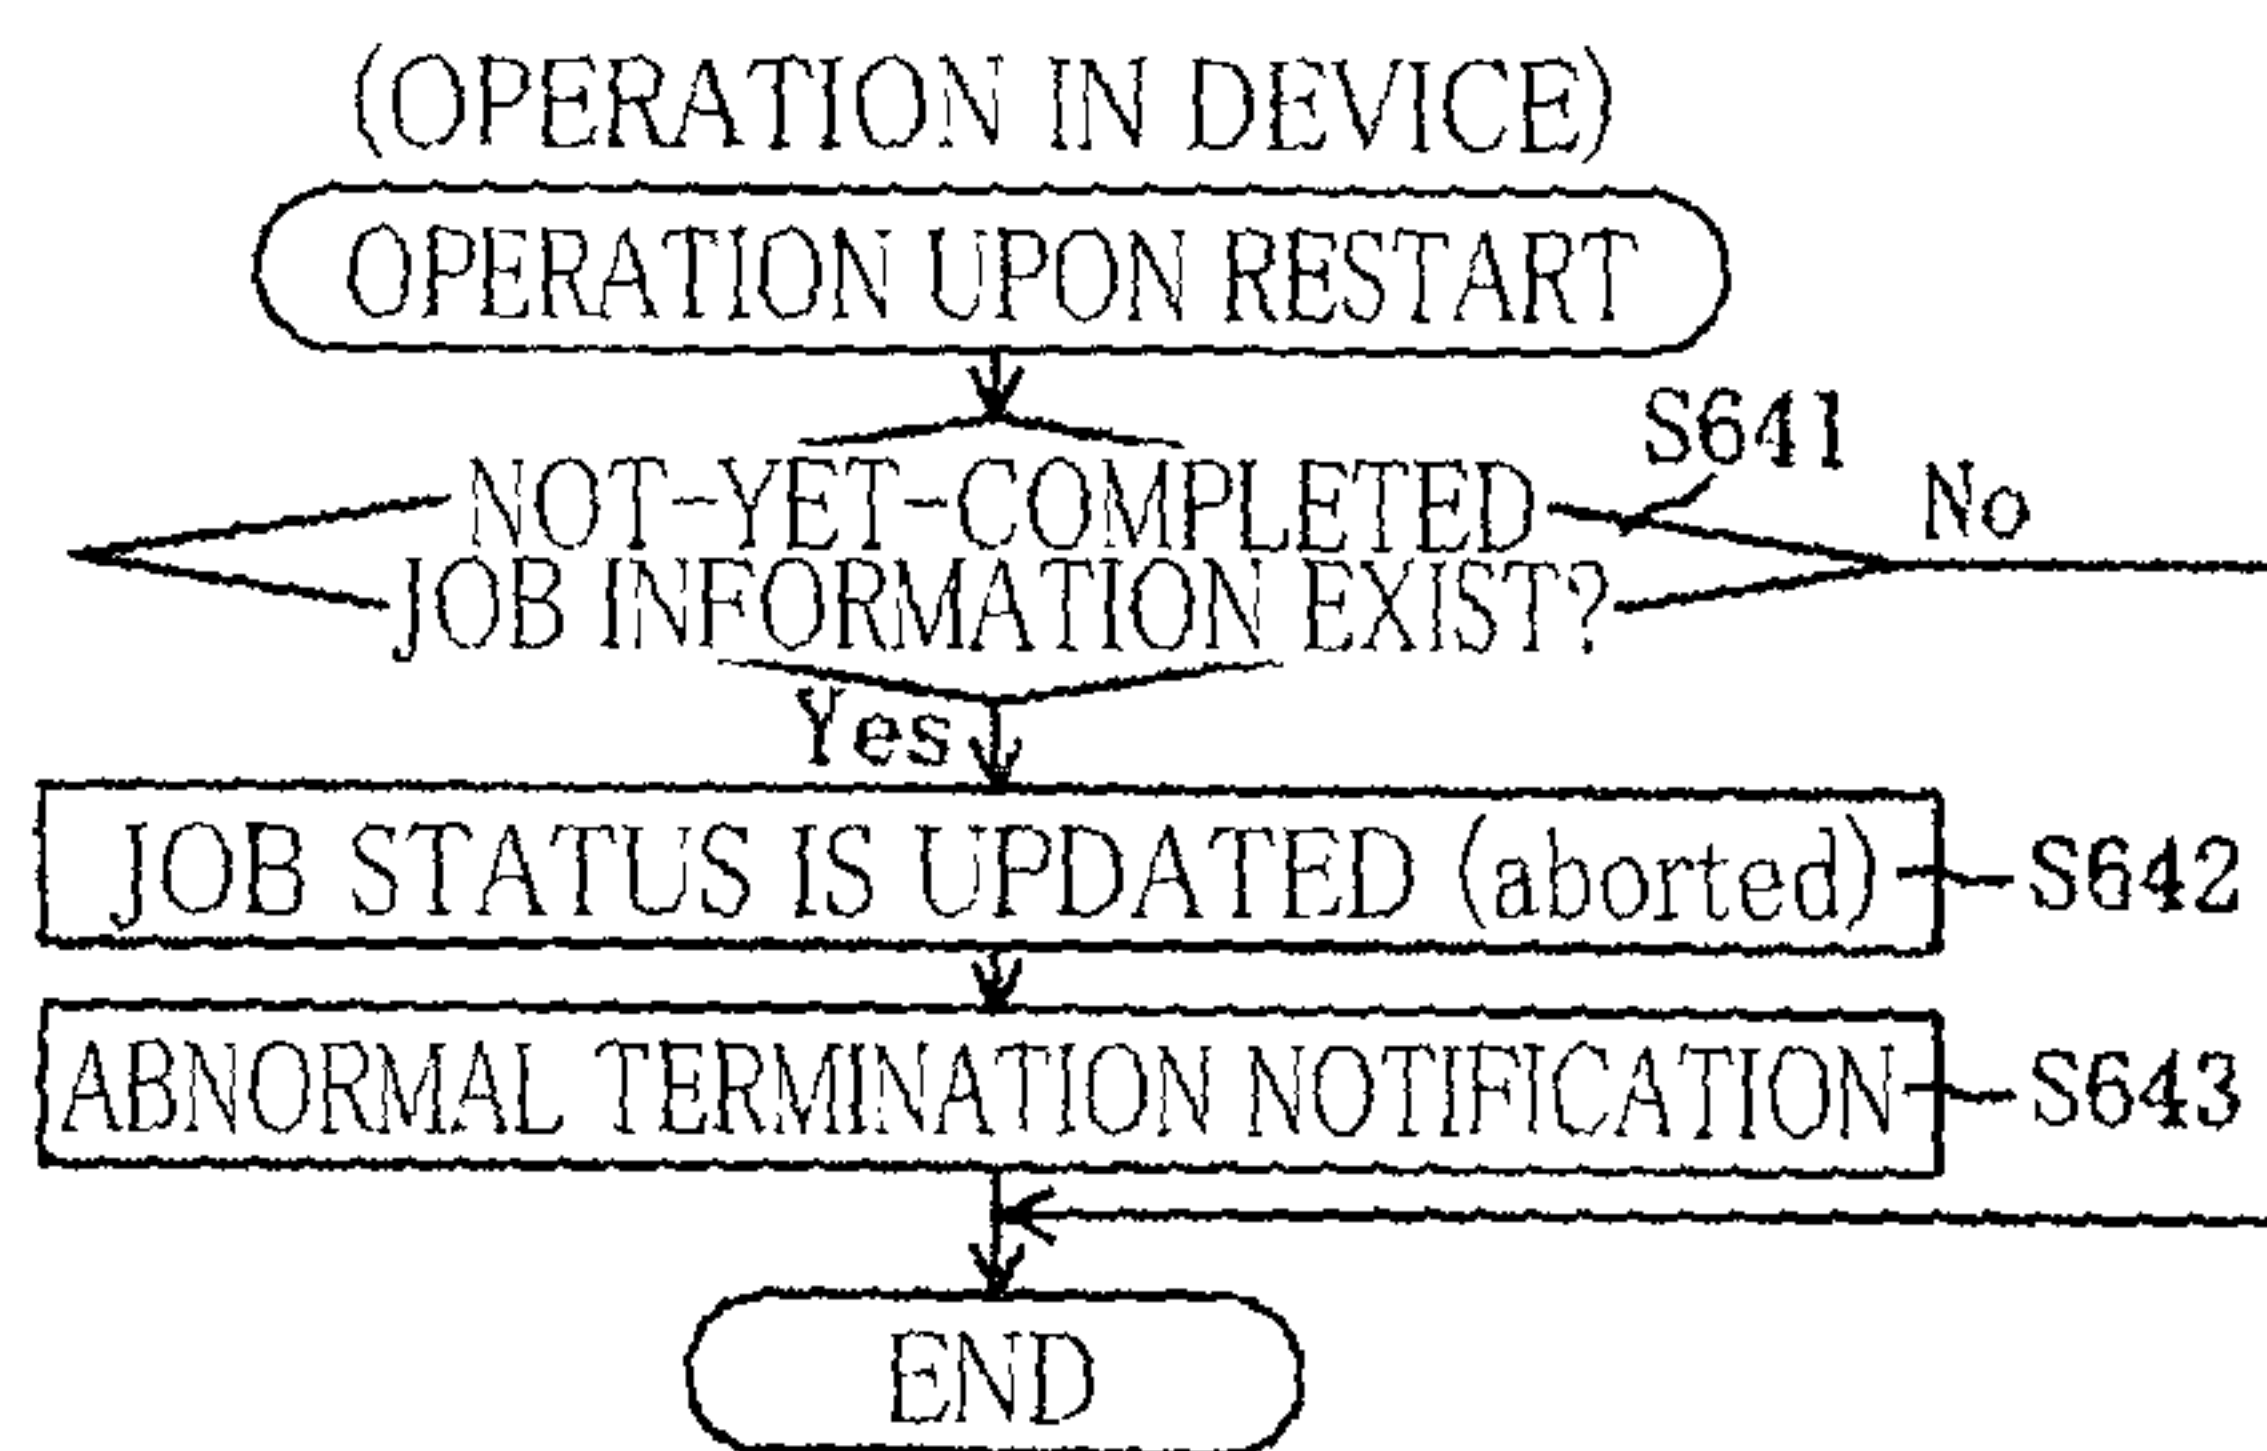 (OPERATION IN DEVICE)
OPERATION UPON RESTART
S641
NOT-YET-COMPLETED
No
JOB INFORMATION EXIST?
Yes
JOB STATUS IS UPDATED (aborted)
S642
ABNORMAL TERMINATION NOTIFICATION
S643
END